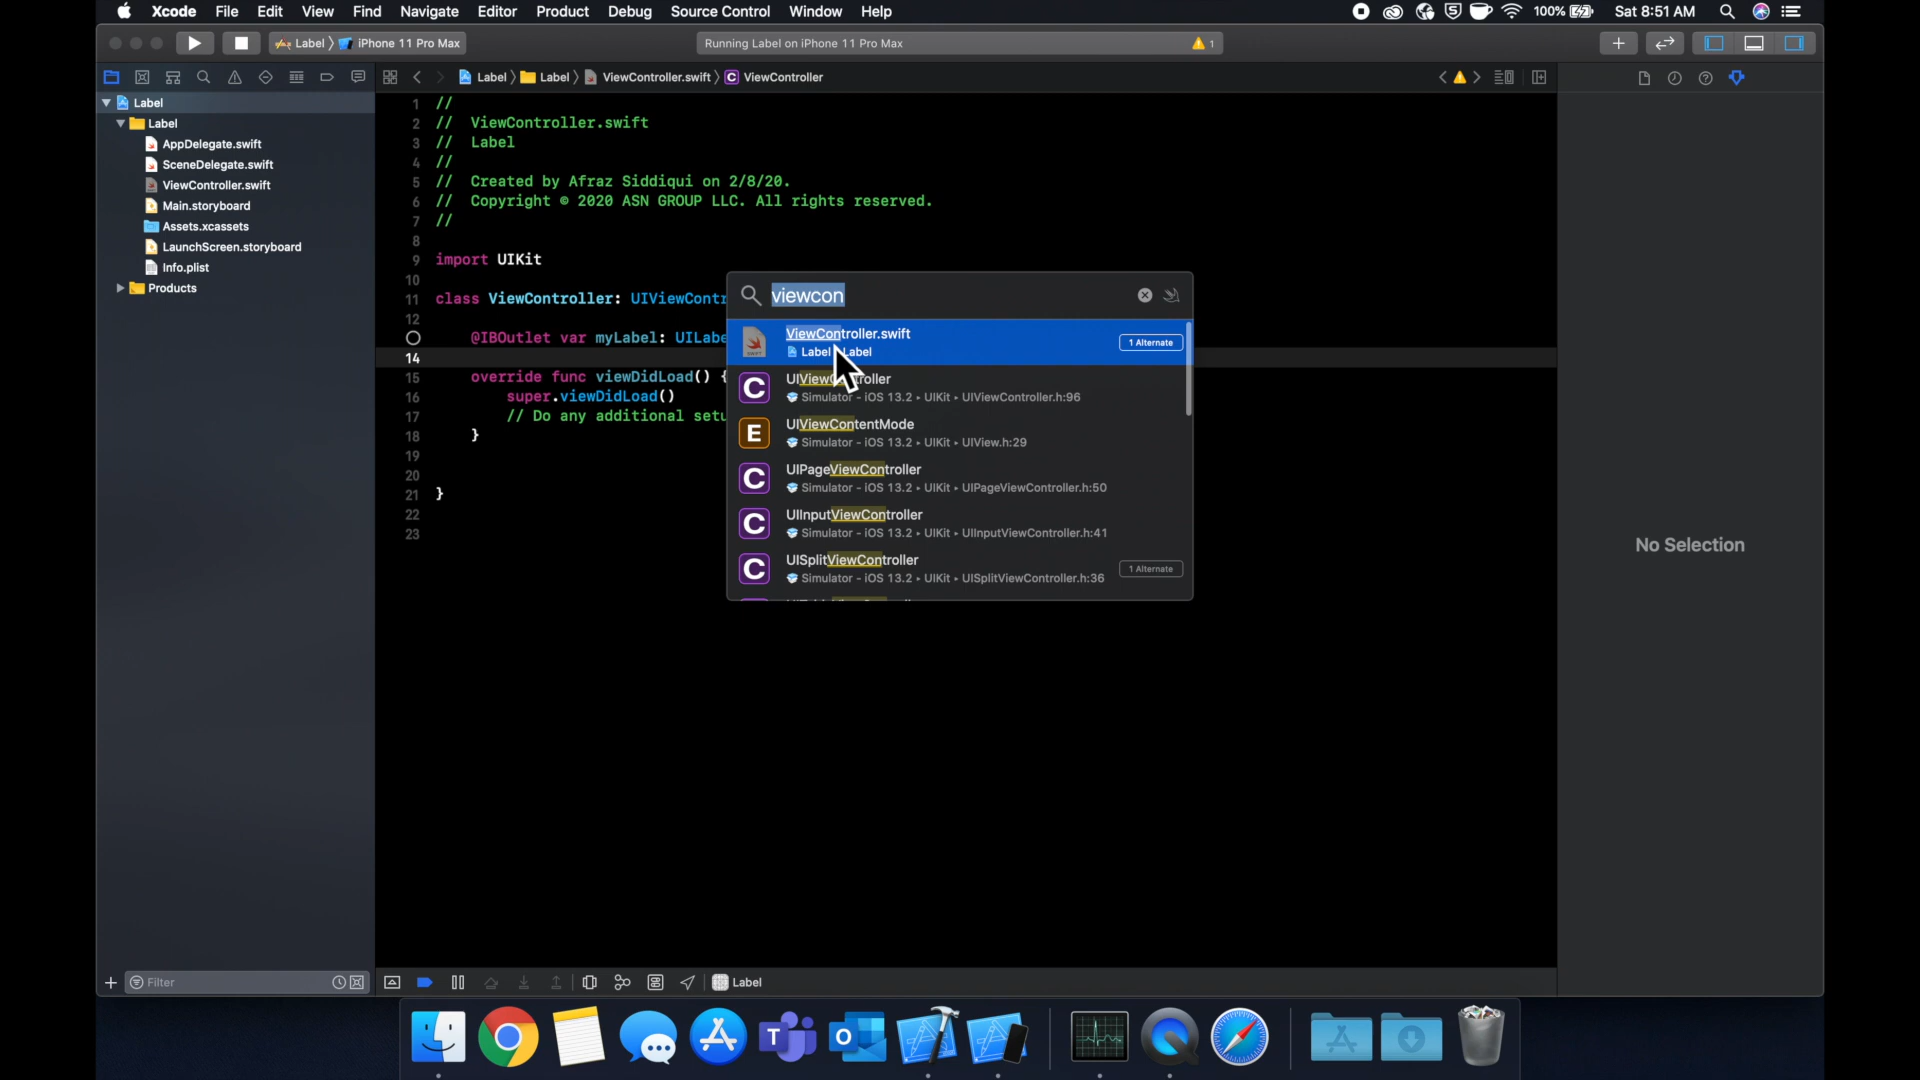 Xcode File Edit View Find Navigate Editor Product Debug Source Control Window Help 100% Sat 8:51 AM
Label iPhone 11 Pro Max Running Label on iPhone 11 Pro Max 1
Label Label ViewController.swift C ViewController
Label
Label
AppDelegate.swift
SceneDelegate.swift
ViewController.swift
Main.storyboard
Assets.xcassets
LaunchScreen.storyboard
Info.plist
Products
1 //
2 // ViewController.swift
3 // Label
4 //
5 // Created by Afraz Siddiqui on 2/8/20.
6 // Copyright © 2020 ASN GROUP LLC. All rights reserved.
7 //
8
9 import UIKit
10
11 class ViewController: UIViewContr
12
@IBOutlet var myLabel: UILabe
14
15 override func viewDidLoad() {
16 super.viewDidLoad()
17 // Do any additional setu
18 }
19
20
21 }
22
23
viewcon
ViewController.swift
Label Label
1 Alternate
Simulator - iOS 13.2 ▸ UIKit ▸ UIViewController.h:96
E UIViewContentMode
Simulator - iOS 13.2 ▸ UIKit ▸ UIView.h:29
C UIPageViewController
Simulator - iOS 13.2 ▸ UIKit ▸ UIPageViewController.h:50
C UIInputViewController
Simulator - iOS 13.2 ▸ UIKit ▸ UIInputViewController.h:41
C UISplitViewController
Simulator - iOS 13.2 ▸ UIKit ▸ UISplitViewController.h:36
1 Alternate
No Selection
Filter
Label